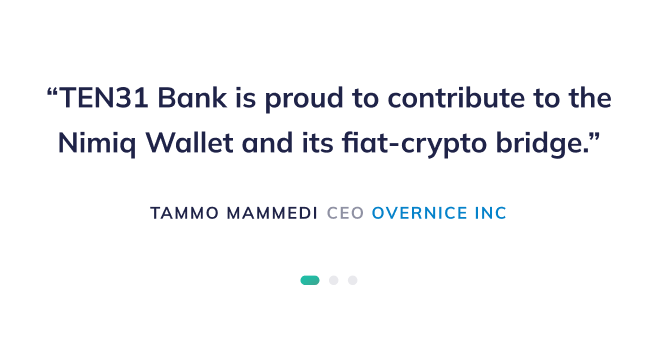 “TEN31 Bank is proud to contribute to the
Nimiq Wallet and its fiat-crypto bridge.”
TAMMO MAMMEDI CEO OVERNICE INC